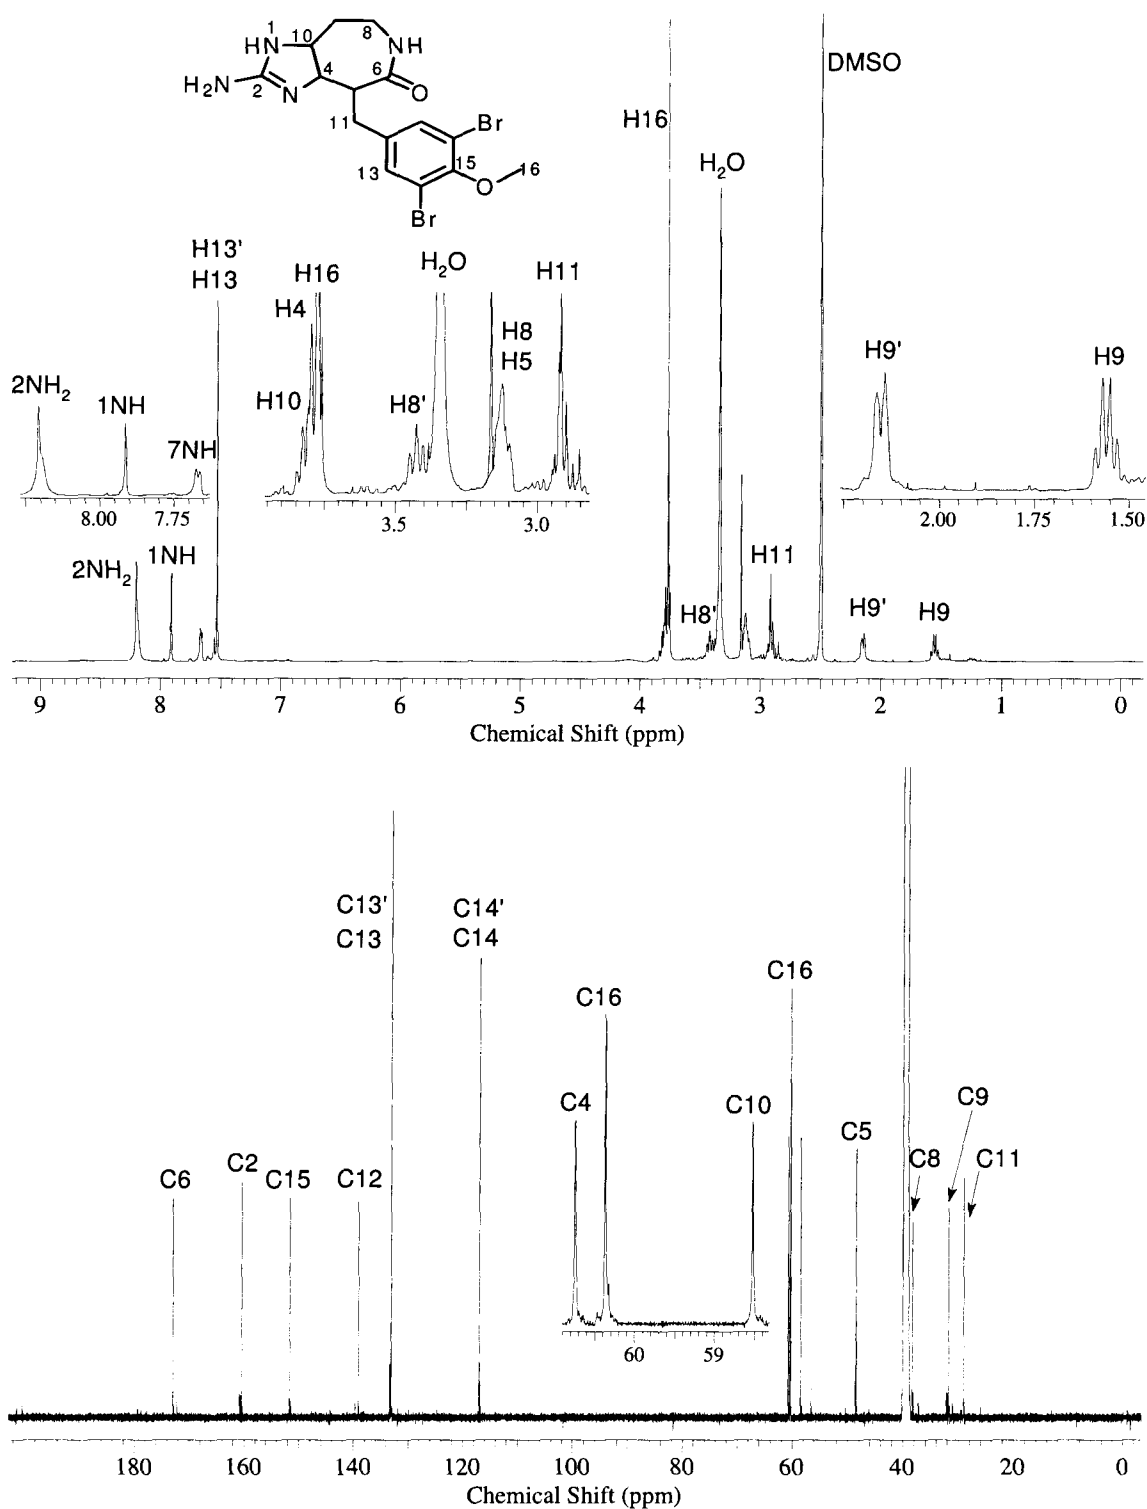 1
HN
10
8
NH
H₂N
2
N
4
6
O
11
Br
13
15
O
16
Br
DMSO
H16
H₂O
H13'
H13
H4
H16
H₂O
H11
H10
H8'
H8
H5
2NH₂
1NH
7NH
H9'
H9
8.00 7.75
3.5 3.0
2.00 1.75 1.50
2NH₂
1NH
H8'
H11
H9'
H9
9 8 7 6 5 4 3 2 1 0
Chemical Shift (ppm)
C13'
C13
C14'
C14
C16
C16
C4
C10
C6
C2
C15
C12
C5
C8
C9
C11
60 59
180 160 140 120 100 80 60 40 20 0
Chemical Shift (ppm)